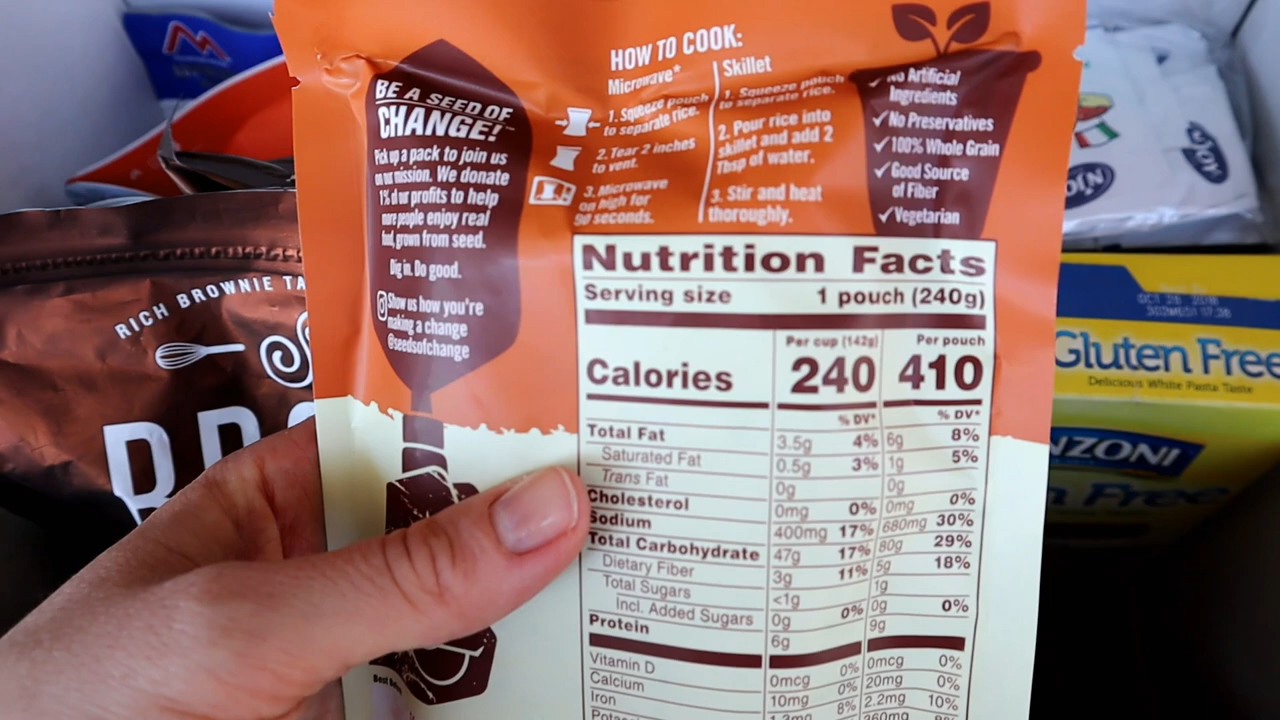 BE A SEED OF
CHANGE!
Pick up a pack to join us
on our mission. We donate
1% of our profits to help
more people enjoy real
food, grown from seed.
Dig in. Do good.
Show us how you're
making a change
@seedsofchange
HOW TO COOK:
Microwave*
1. Squeeze pouch
to separate rice.
2. Tear 2 inches
to vent.
3. Microwave
on high for
90 seconds.
Skillet
1. Squeeze pouch
to separate rice.
2. Pour rice into
skillet and add 2
Tbsp of water.
3. Stir and heat
thoroughly.
No Artificial
Ingredients
No Preservatives
100% Whole Grain
Good Source
of Fiber
Vegetarian
Nutrition Facts
Serving size 1 pouch (240g)
Per cup (142g) Per pouch
Calories 240 410
% DV* % DV*
Total Fat 3.5g 4% 6g 8%
Saturated Fat 0.5g 3% 1g 5%
Trans Fat 0g 0g
Cholesterol 0mg 0% 0mg 0%
Sodium 400mg 17% 680mg 30%
Total Carbohydrate 47g 17% 80g 29%
Dietary Fiber 3g 11% 5g 18%
Total Sugars <1g 1g
Incl. Added Sugars 0g 0% 0g 0%
Protein 6g 9g
Vitamin D 0mcg 0% 0mcg 0%
Calcium 10mg 0% 20mg 0%
Iron 8% 2.2mg 10%
Best
RICH BROWNIE TA
BRO
JOY
JOY
OCT 26 2018
Gluten Free
Delicious White Pasta Taste
NZONI
n Free